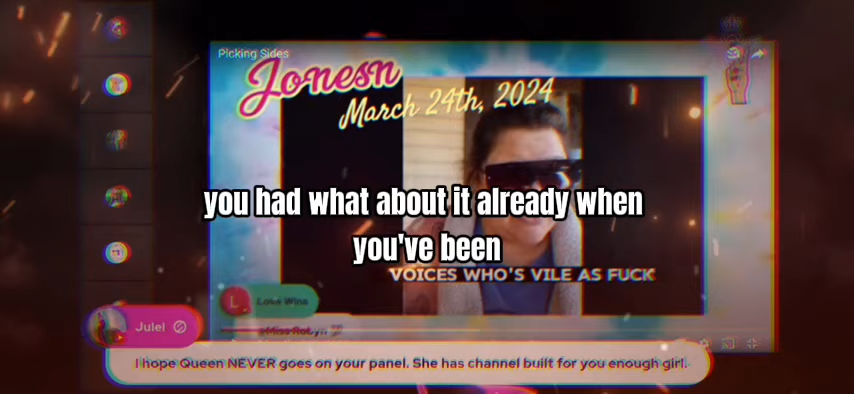 Picking Sides
Jonesn
March 24th, 2024
you had what about it already when
you've been
VOICES WHO'S VILE AS FUCK
L
Love Wins
Miss Robyn
Julel
I hope Queen NEVER goes on your panel. She has channel built for you enough girl.